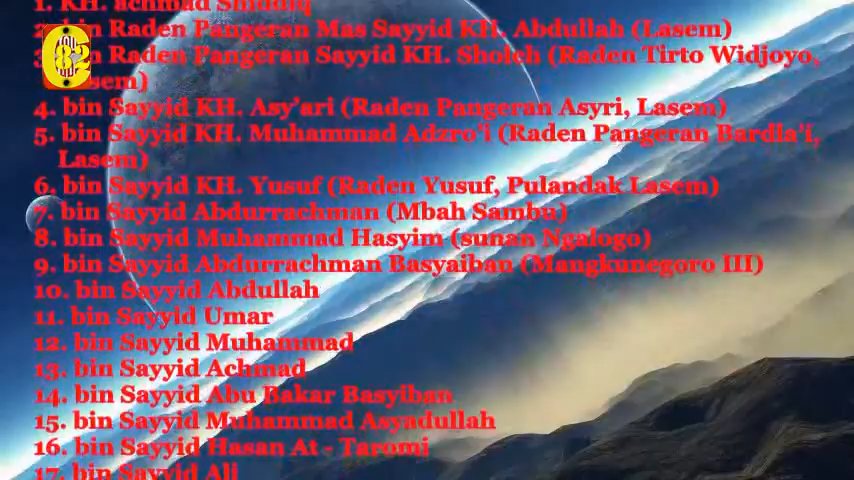 1. KH. achmad Shiddiq
2. bin Raden Pangeran Mas Sayyid KH. Abdullah (Lasem)
3. bin Raden Pangeran Sayyid KH. Sholeh (Raden Tirto Widjoyo,
Lasem)
4. bin Sayyid KH. Asy'ari (Raden Pangeran Asyri, Lasem)
5. bin Sayyid KH. Muhammad Adzro'i (Raden Pangeran Bardla'i,
Lasem)
6. bin Sayyid KH. Yusuf (Raden Yusuf, Pulandak Lasem)
7. bin Sayyid Abdurrachman (Mbah Sambu)
8. bin Sayyid Muhammad Hasyim (sunan Ngalogo)
9. bin Sayyid Abdurrachman Basyaiban (Mangkunegoro III)
10. bin Sayyid Abdullah
11. bin Sayyid Umar
12. bin Sayyid Muhammad
13. bin Sayyid Achmad
14. bin Sayyid Abu Bakar Basyiban
15. bin Sayyid Muhammad Asyadullah
16. bin Sayyid Hasan At - Taromi
17. bin Sayyid Ali